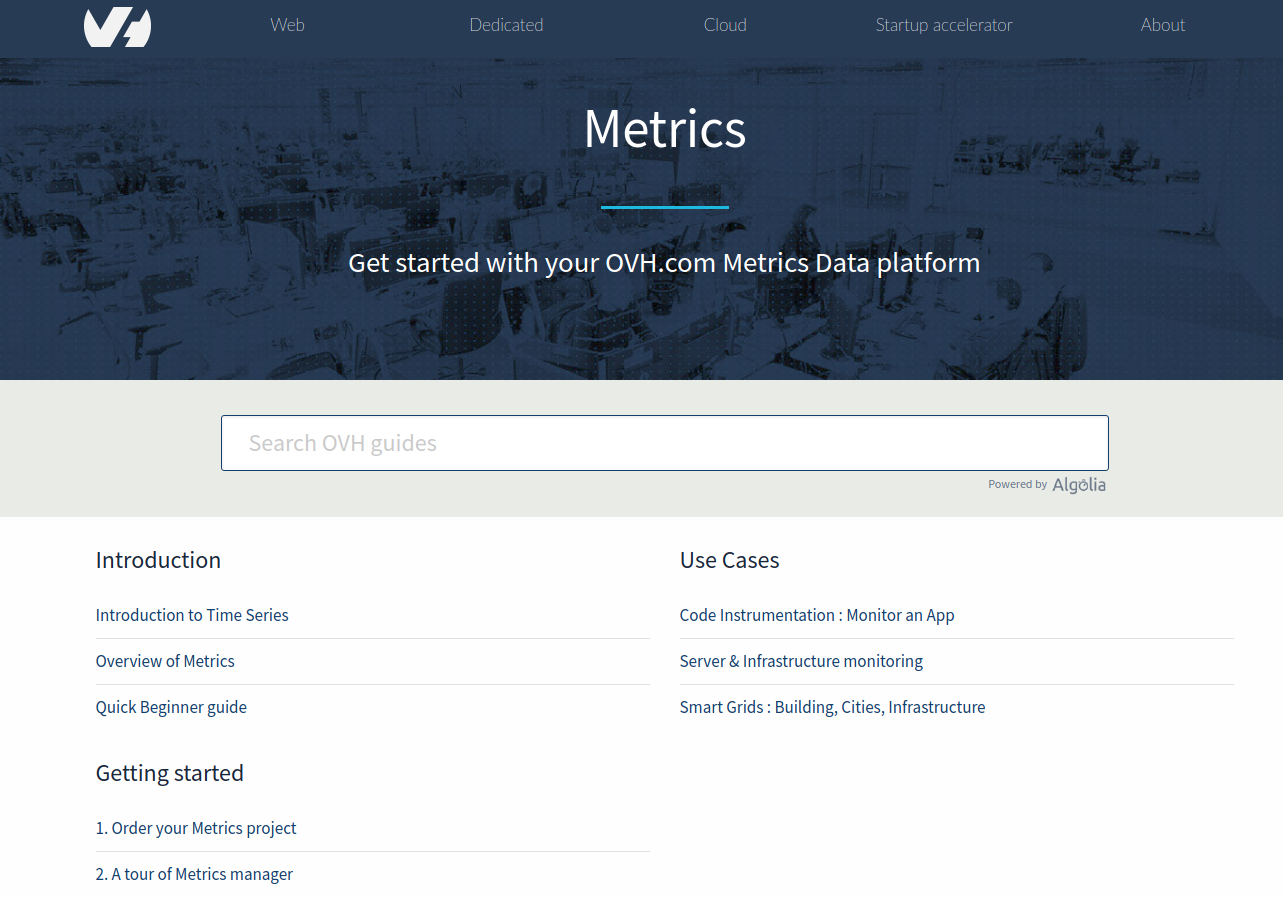 Web Dedicated Cloud Startup accelerator About
Metrics
Get started with your OVH.com Metrics Data platform
Search OVH guides
Powered by Algolia
Introduction
Introduction to Time Series
Overview of Metrics
Quick Beginner guide
Use Cases
Code Instrumentation : Monitor an App
Server & Infrastructure monitoring
Smart Grids : Building, Cities, Infrastructure
Getting started
1. Order your Metrics project
2. A tour of Metrics manager